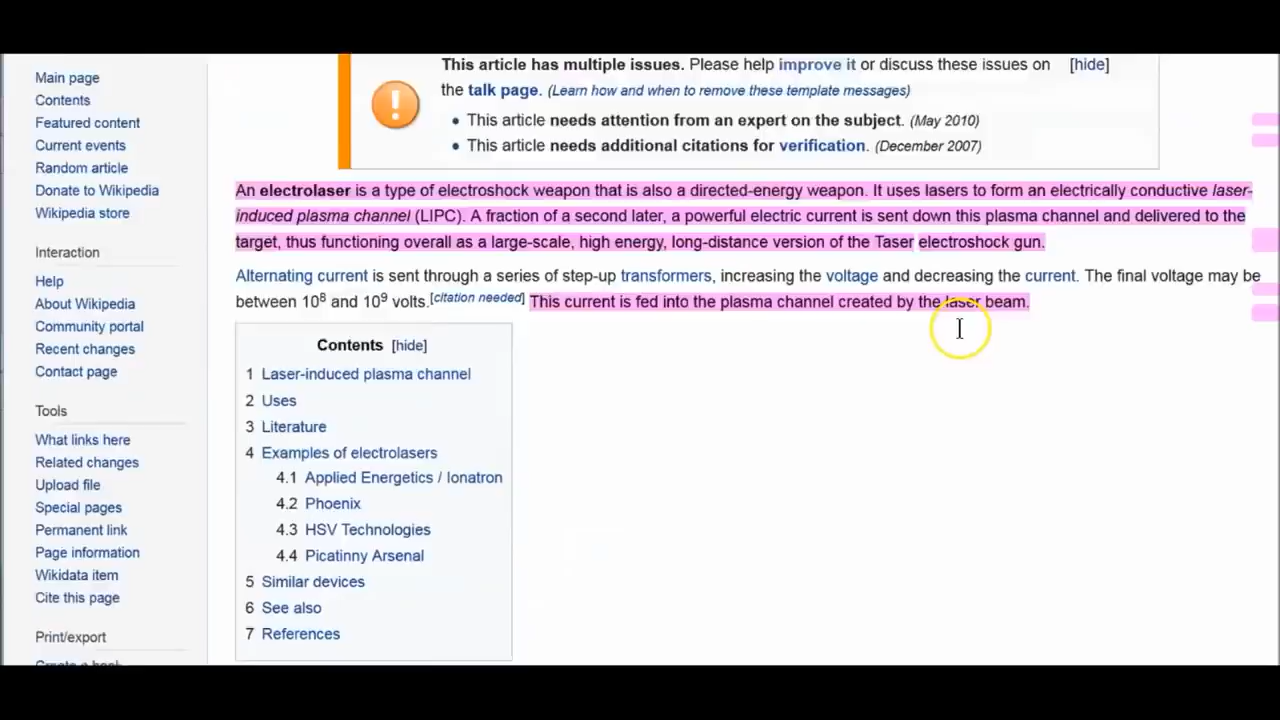 Main page
Contents
Featured content
Current events
Random article
Donate to Wikipedia
Wikipedia store
Interaction
Help
About Wikipedia
Community portal
Recent changes
Contact page
Tools
What links here
Related changes
Upload file
Special pages
Permanent link
Page information
Wikidata item
Cite this page
Print/export
This article has multiple issues. Please help improve it or discuss these issues on [hide]
the talk page. (Learn how and when to remove these template messages)
• This article needs attention from an expert on the subject. (May 2010)
• This article needs additional citations for verification. (December 2007)
An electrolaser is a type of electroshock weapon that is also a directed-energy weapon. It uses lasers to form an electrically conductive laser-
induced plasma channel (LIPC). A fraction of a second later, a powerful electric current is sent down this plasma channel and delivered to the
target, thus functioning overall as a large-scale, high energy, long-distance version of the Taser electroshock gun.
Alternating current is sent through a series of step-up transformers, increasing the voltage and decreasing the current. The final voltage may be
between 10⁸ and 10⁹ volts.[citation needed] This current is fed into the plasma channel created by the laser beam.
Contents [hide]
1 Laser-induced plasma channel
2 Uses
3 Literature
4 Examples of electrolasers
4.1 Applied Energetics / Ionatron
4.2 Phoenix
4.3 HSV Technologies
4.4 Picatinny Arsenal
5 Similar devices
6 See also
7 References